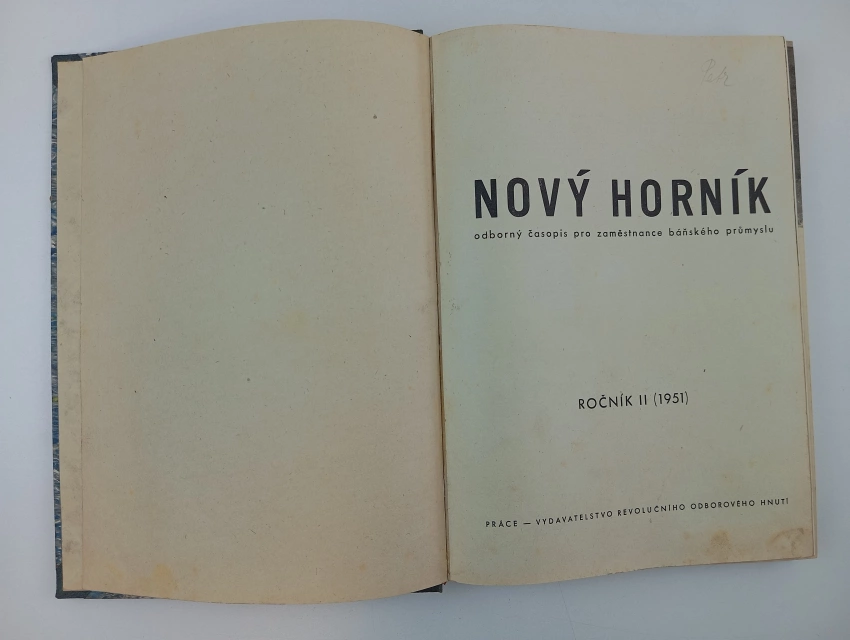 NOVÝ HORNÍK
odborný časopis pro zaměstnance báňského průmyslu
ROČNÍK II (1951)
PRÁCE — VYDAVATELSTVO REVOLUČNÍHO ODBOROVÉHO HNUTÍ